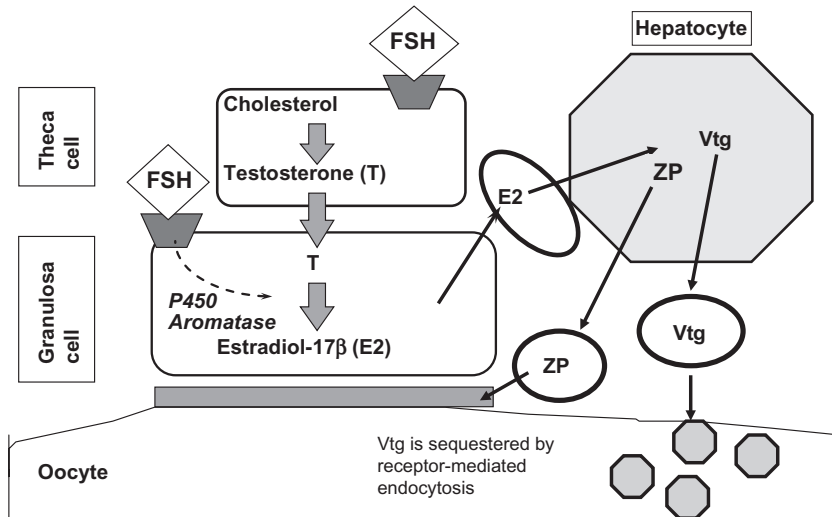 FSH
Hepatocyte
Theca
cell
Cholesterol
Testosterone (T)
FSH
E2
Vtg
ZP
Granulosa
cell
T
P450
Aromatase
Estradiol-17β (E2)
ZP
Vtg
Oocyte
Vtg is sequestered by
receptor-mediated
endocytosis